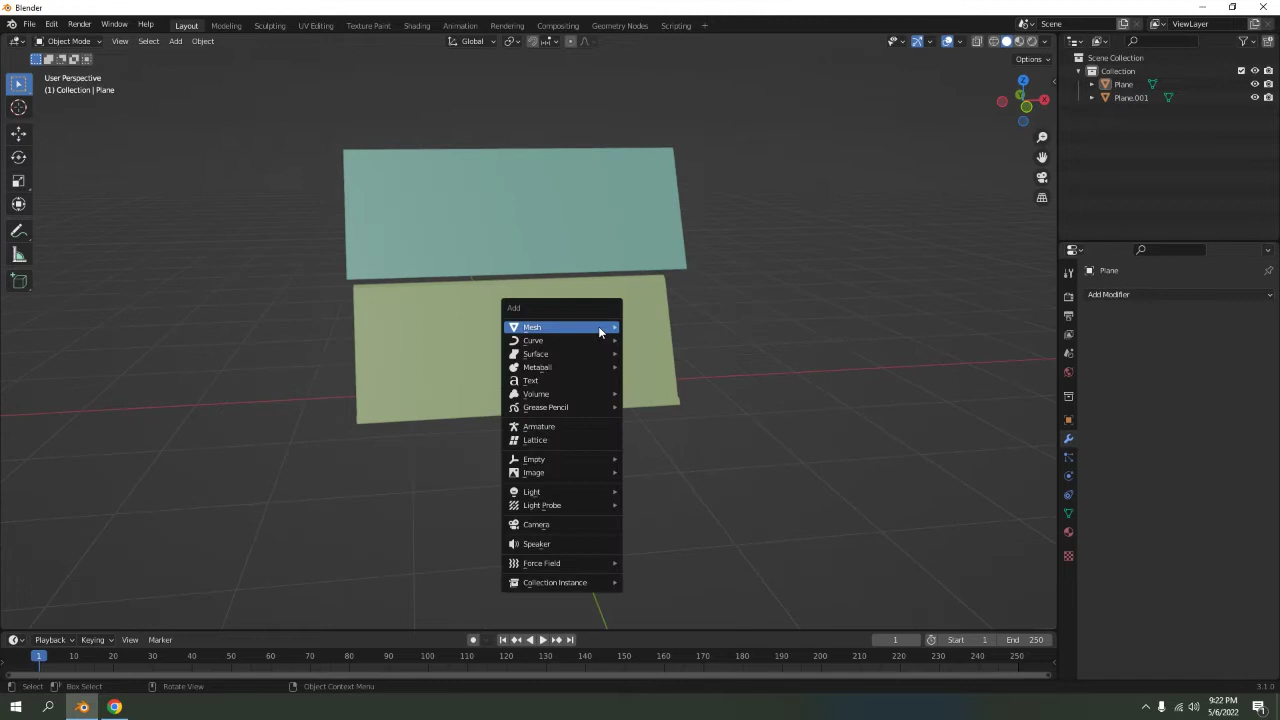 Blender
File Edit Render Window Help
Layout Modeling Sculpting UV Editing Texture Paint Shading Animation Rendering Compositing Geometry Nodes Scripting +
Scene
ViewLayer
Object Mode View Select Add Object
Global
Options
User Perspective
(1) Collection | Plane
Z
Y
X
Scene Collection
Collection
Plane
Plane.001
Plane
Add Modifier
Add
Mesh
Curve
Surface
Metaball
Text
Volume
Grease Pencil
Armature
Lattice
Empty
Image
Light
Light Probe
Camera
Speaker
Force Field
Collection Instance
Playback Keying View Marker
1
Start 1
End 250
1 10 20 30 40 50 60 70 80 90 100 110 120 130 140 150 160 170 180 190 200 210 220 230 240 250
Select Box Select Rotate View Object Context Menu
3.1.0
9:22 PM
5/6/2022